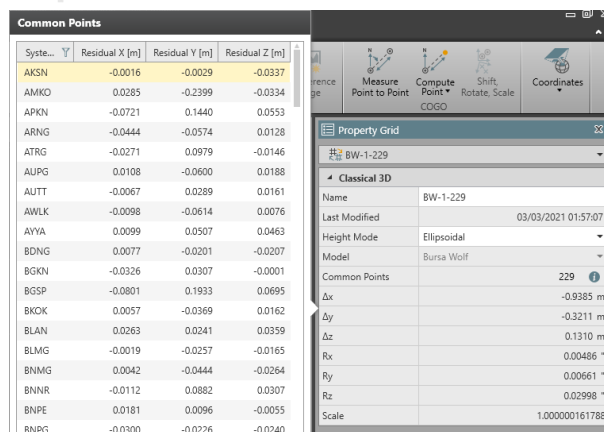 Common Points
Syste... Residual X [m] Residual Y [m] Residual Z [m]
AKSN -0.0016 -0.0029 -0.0337
AMKO 0.0285 -0.2399 -0.0334
APKN -0.0721 0.1440 0.0553
ARNG -0.0444 -0.0574 0.0128
ATRG -0.0271 0.0979 -0.0146
AUPG 0.0108 -0.0600 0.0188
AUTT -0.0067 0.0289 0.0161
AWLK -0.0098 -0.0614 0.0076
AYYA 0.0099 0.0507 0.0463
BDNG 0.0077 -0.0201 -0.0207
BGKN -0.0326 0.0307 -0.0001
BGSP -0.0801 0.1933 0.0695
BKOK 0.0057 -0.0369 0.0162
BLAN 0.0263 0.0241 0.0359
BLMG -0.0019 -0.0257 -0.0165
BNMG 0.0042 -0.0444 -0.0264
BNNR -0.0112 0.0882 0.0307
BNPE 0.0181 0.0096 -0.0055
BNPG -0.0300 -0.0226 -0.0240
Measure
Point to Point
Compute
Point
Shift,
Rotate, Scale
Coordinates
COGO
Property Grid
BW-1-229
Classical 3D
Name BW-1-229
Last Modified 03/03/2021 01:57:07
Height Mode Ellipsoidal
Model Bursa Wolf
Common Points 229
Δx -0.9385 m
Δy -0.3211 m
Δz 0.1310 m
Rx 0.00486 "
Ry 0.00661 "
Rz 0.02998 "
Scale 1.000000161788